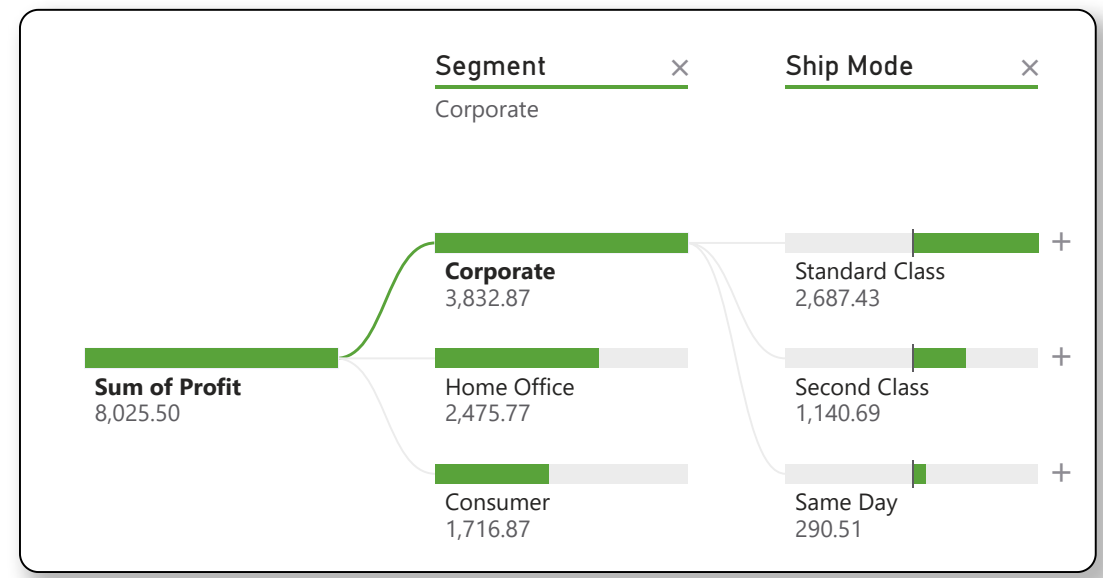 Segment
Corporate
Ship Mode
Sum of Profit
8,025.50
Corporate
3,832.87
Home Office
2,475.77
Consumer
1,716.87
Standard Class
2,687.43
Second Class
1,140.69
Same Day
290.51